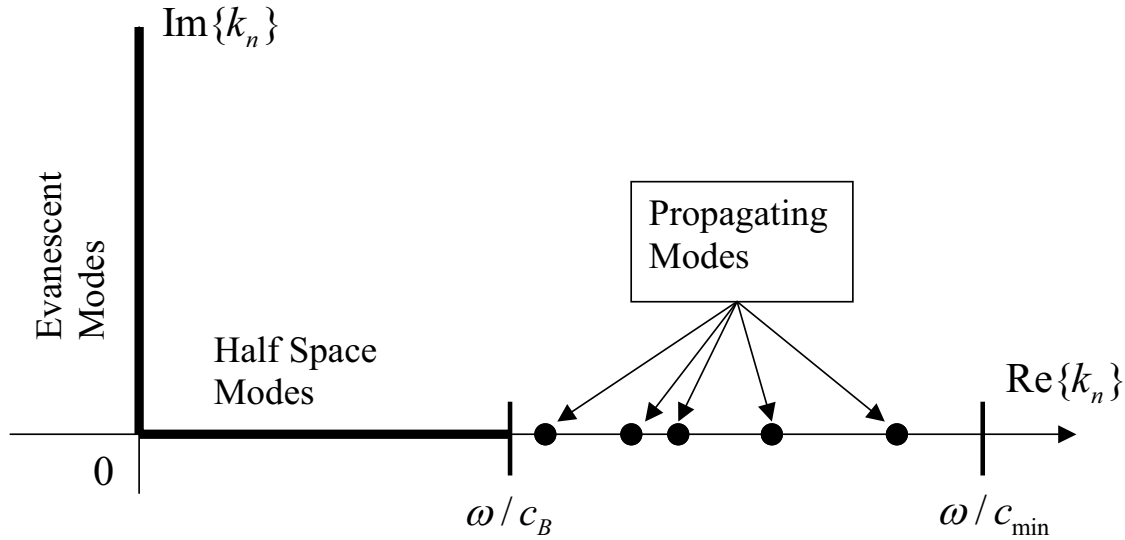 Im{k_n}
Evanescent
Modes
Propagating
Modes
Half Space
Modes
Re{k_n}
0
ω / c_B
ω / c_min